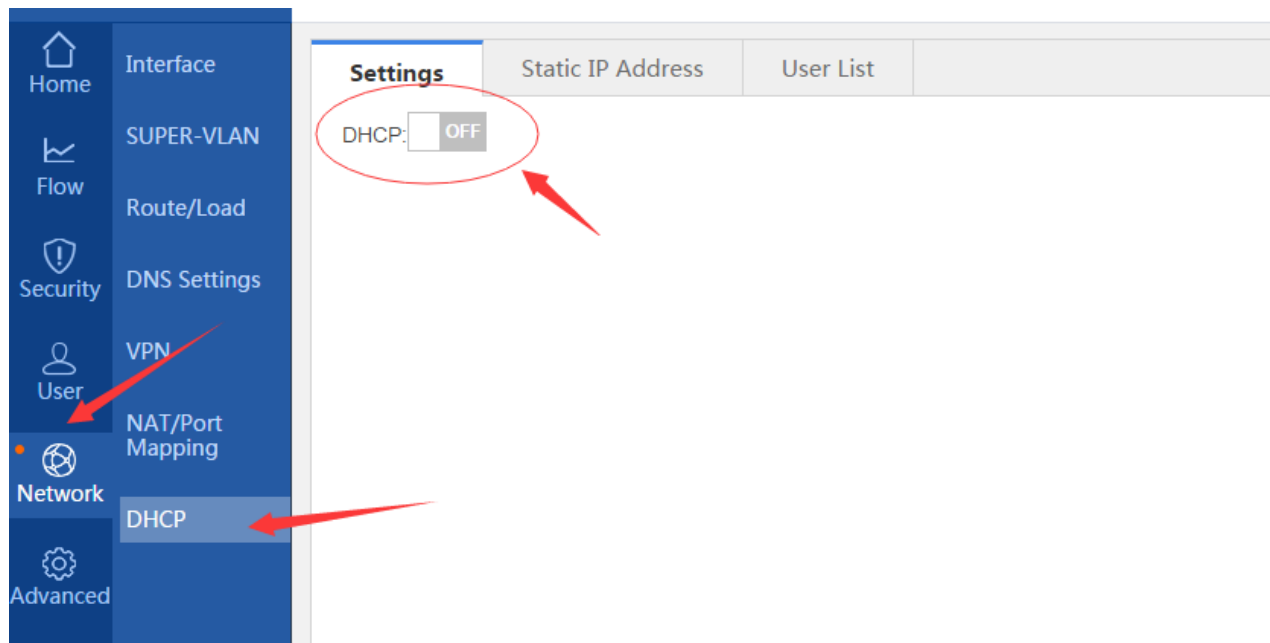 Home
Flow
Security
User
Network
Advanced
Interface
SUPER-VLAN
Route/Load
DNS Settings
VPN
NAT/Port
Mapping
DHCP
Settings
Static IP Address
User List
DHCP: OFF